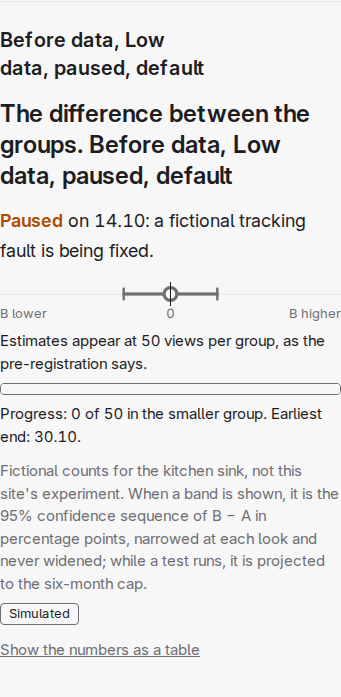 Before data, Low
data, paused, default
The difference between the
groups. Before data, Low
data, paused, default
Paused on 14.10: a fictional tracking
fault is being fixed.
B lower 0 B higher
Estimates appear at 50 views per group, as the
pre-registration says.
Progress: 0 of 50 in the smaller group. Earliest
end: 30.10.
Fictional counts for the kitchen sink, not this
site's experiment. When a band is shown, it is the
95% confidence sequence of B − A in
percentage points, narrowed at each look and
never widened; while a test runs, it is projected
to the six-month cap.
Simulated
Show the numbers as a table